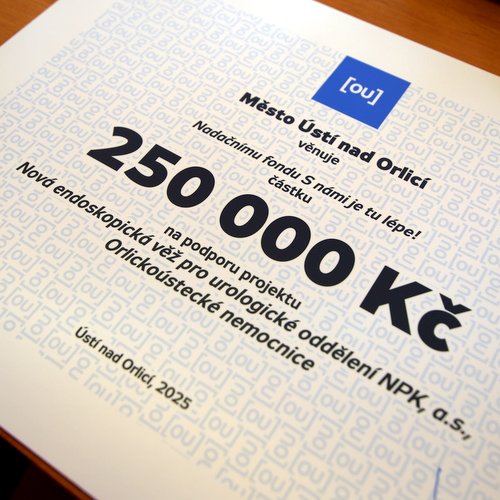 [OU]
Město Ústí nad Orlicí
věnuje
Nadačnímu fondu S námi je tu lépe!
částku
250 000 Kč
na podporu projektu
Nová endoskopická věž pro urologické oddělení NPK, a.s.,
Orlickoústecké nemocnice
Ústí nad Orlicí, 2025